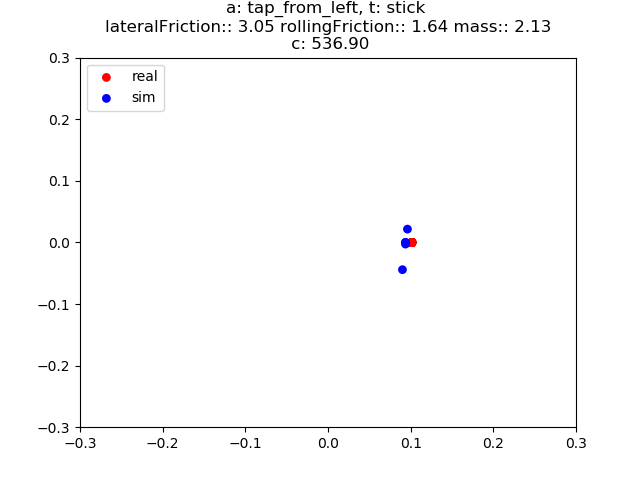 a: tap_from_left, t: stick
lateralFriction:: 3.05 rollingFriction:: 1.64 mass:: 2.13
c: 536.90
real
sim
0.3
0.2
0.1
0.0
−0.1
−0.2
−0.3
−0.3 −0.2 −0.1 0.0 0.1 0.2 0.3